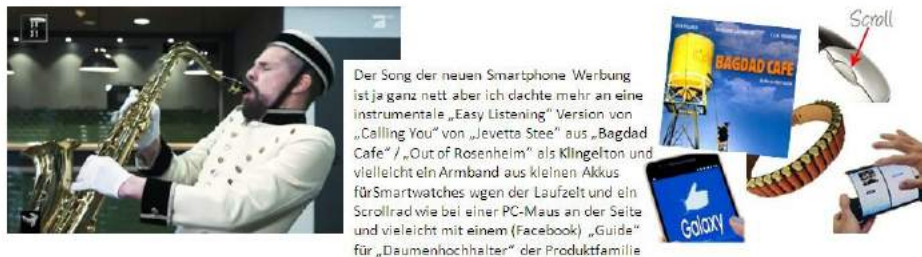 Der Song der neuen Smartphone Werbung
ist ja ganz nett aber ich dachte mehr an eine
instrumentale „Easy Listening“ Version von
„Calling You“ von „Jevetta Stee“ aus „Bagdad
Cafe“ / „Out of Rosenheim“ als Klingelton und
vielleicht ein Armband aus kleinen Akkus
fürSmartwatches wgen der Laufzeit und ein
Scrollrad wie bei einer PC-Maus an der Seite
und vieleicht mit einem (Facebook) „Guide“
für „Daumenhochhalter“ der Produktfamilie
BAGDAD CAFE
Scroll
Galaxy